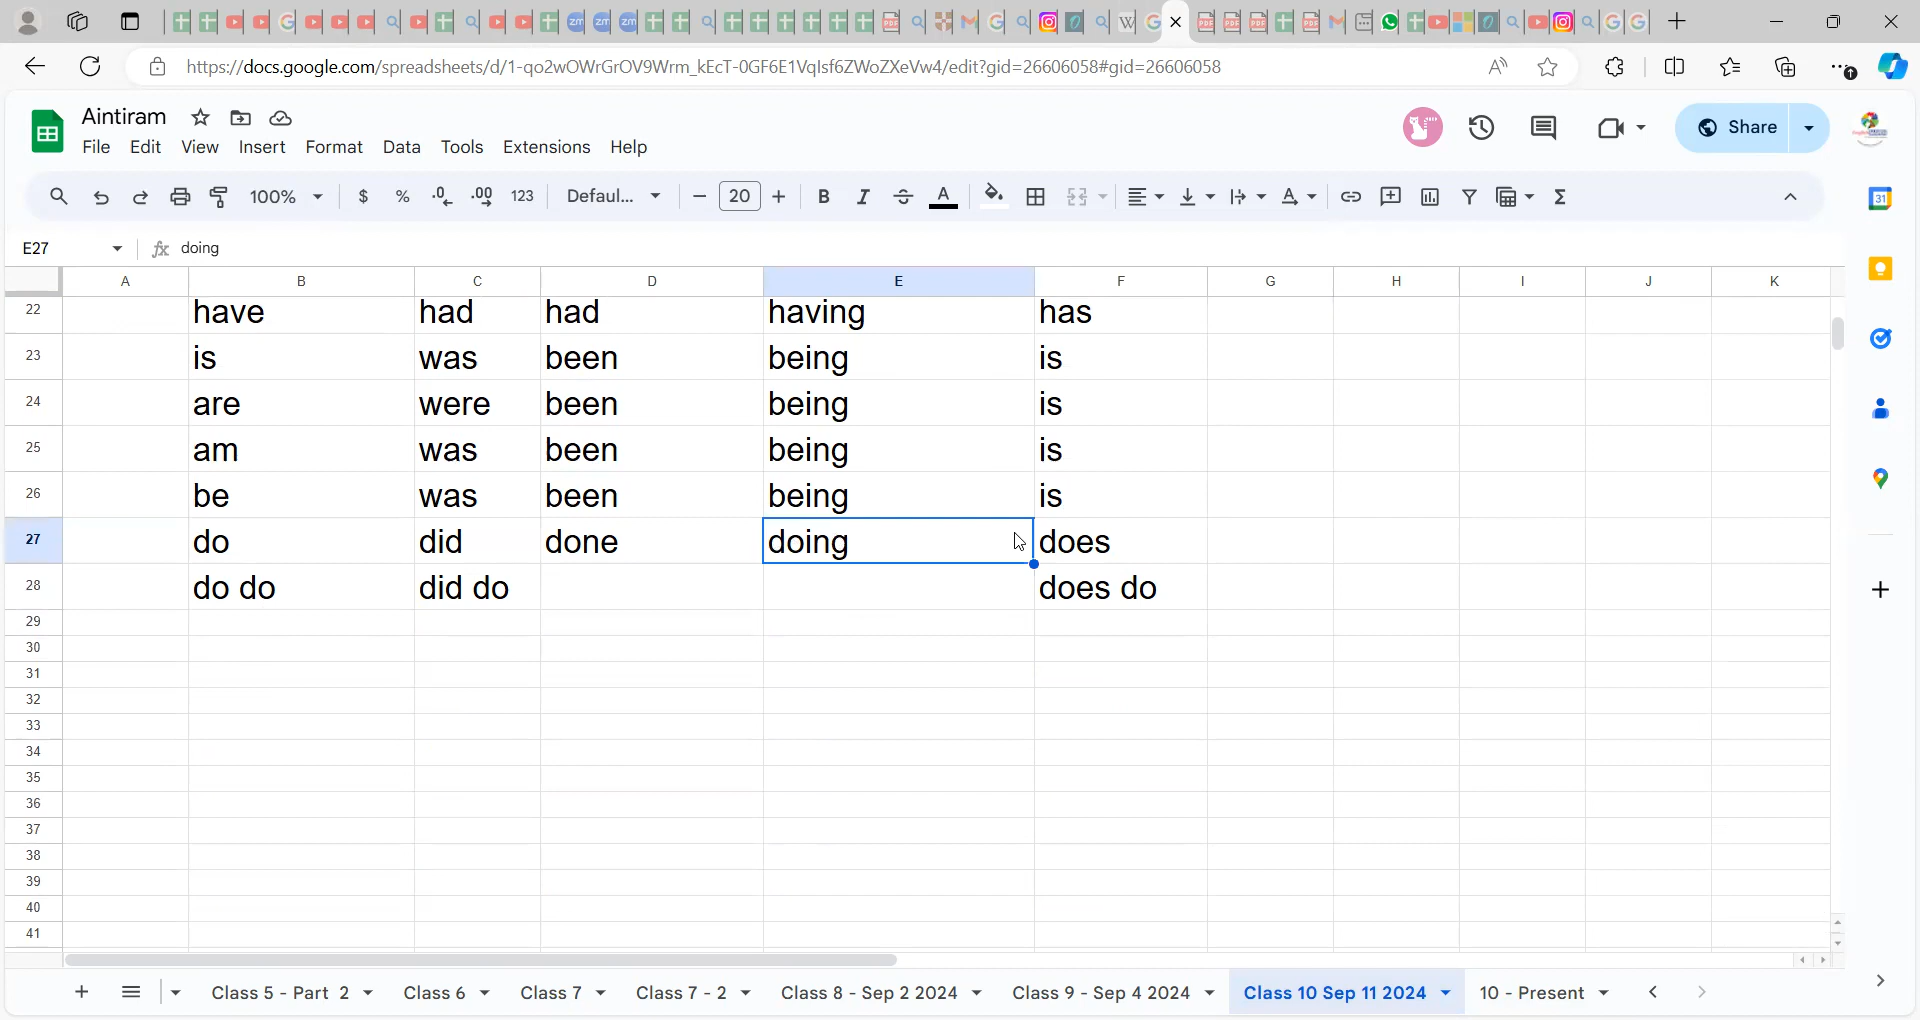 https://docs.google.com/spreadsheets/d/1-qo2wOWrGrOV9Wrm_kEcT-0GF6E1Vqlsf6ZWoZXeVw4/edit?gid=26606058#gid=26606058
Aintiram
File Edit View Insert Format Data Tools Extensions Help
Share
100% $ % .0 .00 123 Defaul... 20 B I A
E27 fx doing
A B C D E F G H I J K
22 have had had having has
23 is was been being is
24 are were been being is
25 am was been being is
26 be was been being is
27 do did done doing does
28 do do did do does do
29
30
31
32
33
34
35
36
37
38
39
40
41
Class 5 - Part 2 Class 6 Class 7 Class 7 - 2 Class 8 - Sep 2 2024 Class 9 - Sep 4 2024 Class 10 Sep 11 2024 10 - Present